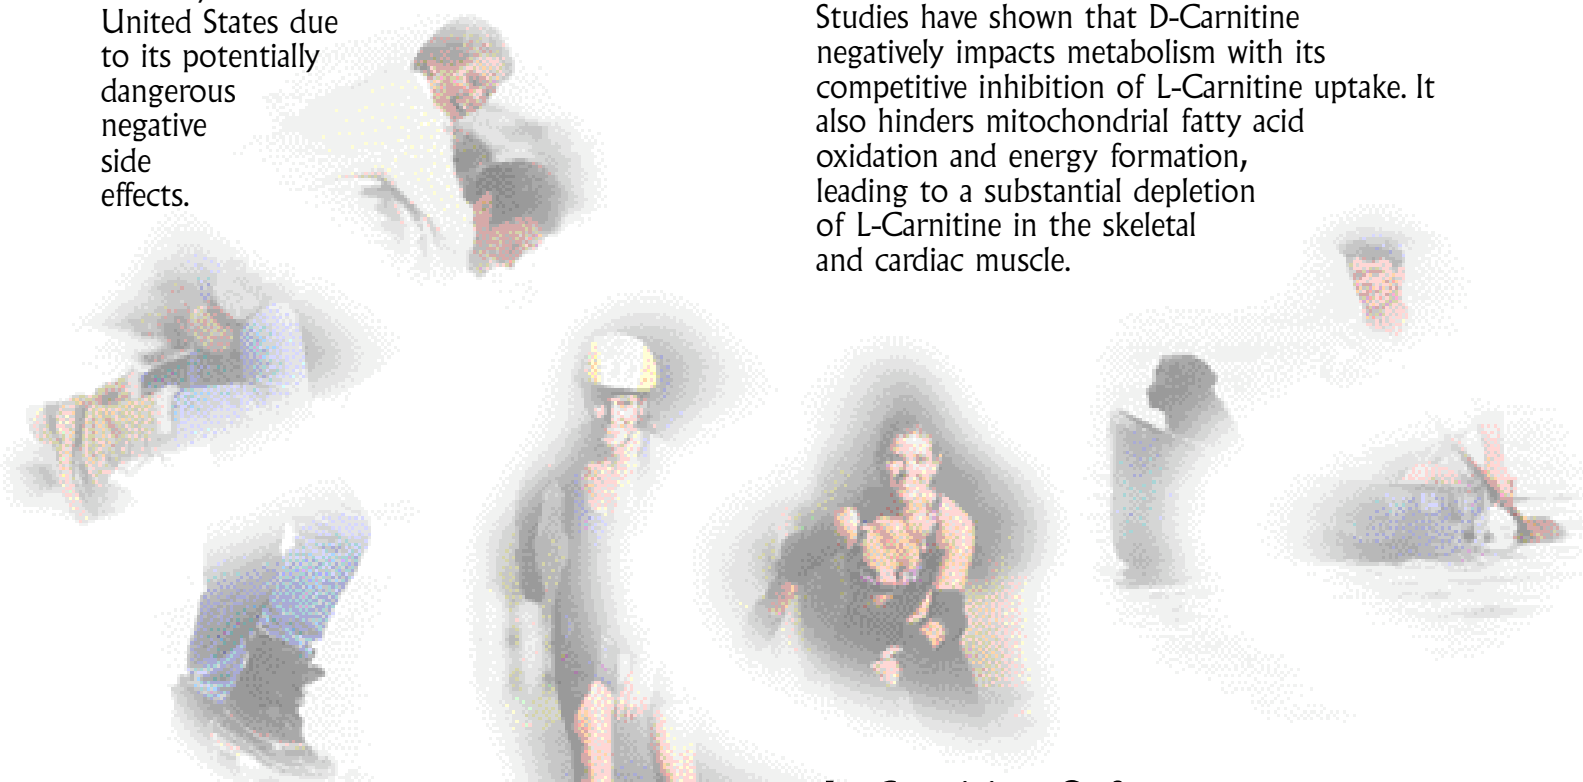 United States due
to its potentially
dangerous
negative
side
effects.
Studies have shown that D-Carnitine
negatively impacts metabolism with its
competitive inhibition of L-Carnitine uptake. It
also hinders mitochondrial fatty acid
oxidation and energy formation,
leading to a substantial depletion
of L-Carnitine in the skeletal
and cardiac muscle.